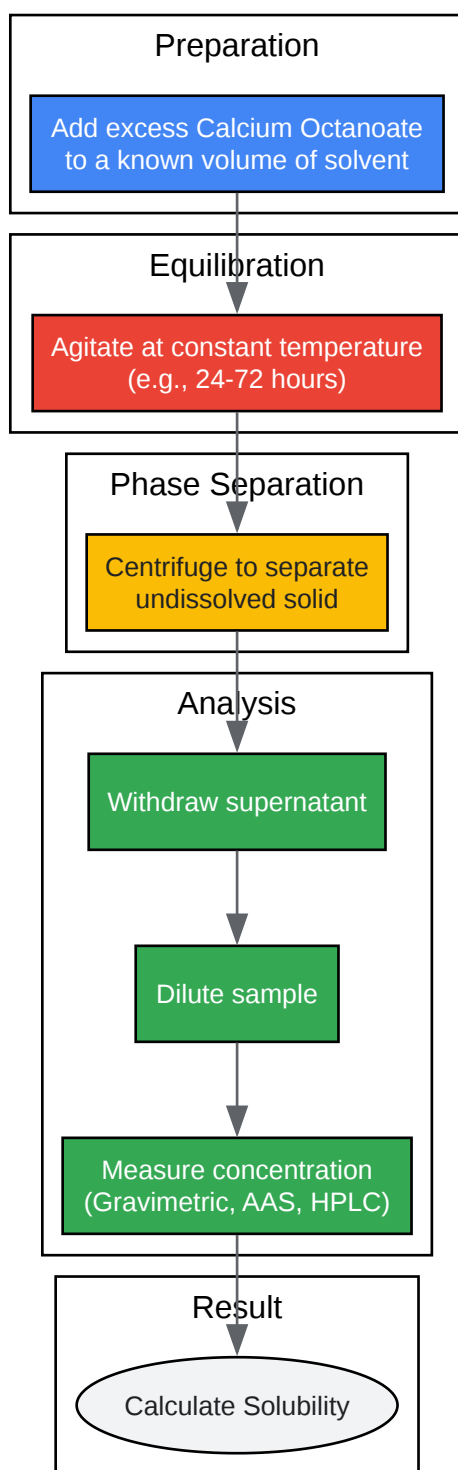 Preparation
Add excess Calcium Octanoate
to a known volume of solvent
Equilibration
Agitate at constant temperature
(e.g., 24-72 hours)
Phase Separation
Centrifuge to separate
undissolved solid
Analysis
Withdraw supernatant
Dilute sample
Measure concentration
(Gravimetric, AAS, HPLC)
Result
Calculate Solubility